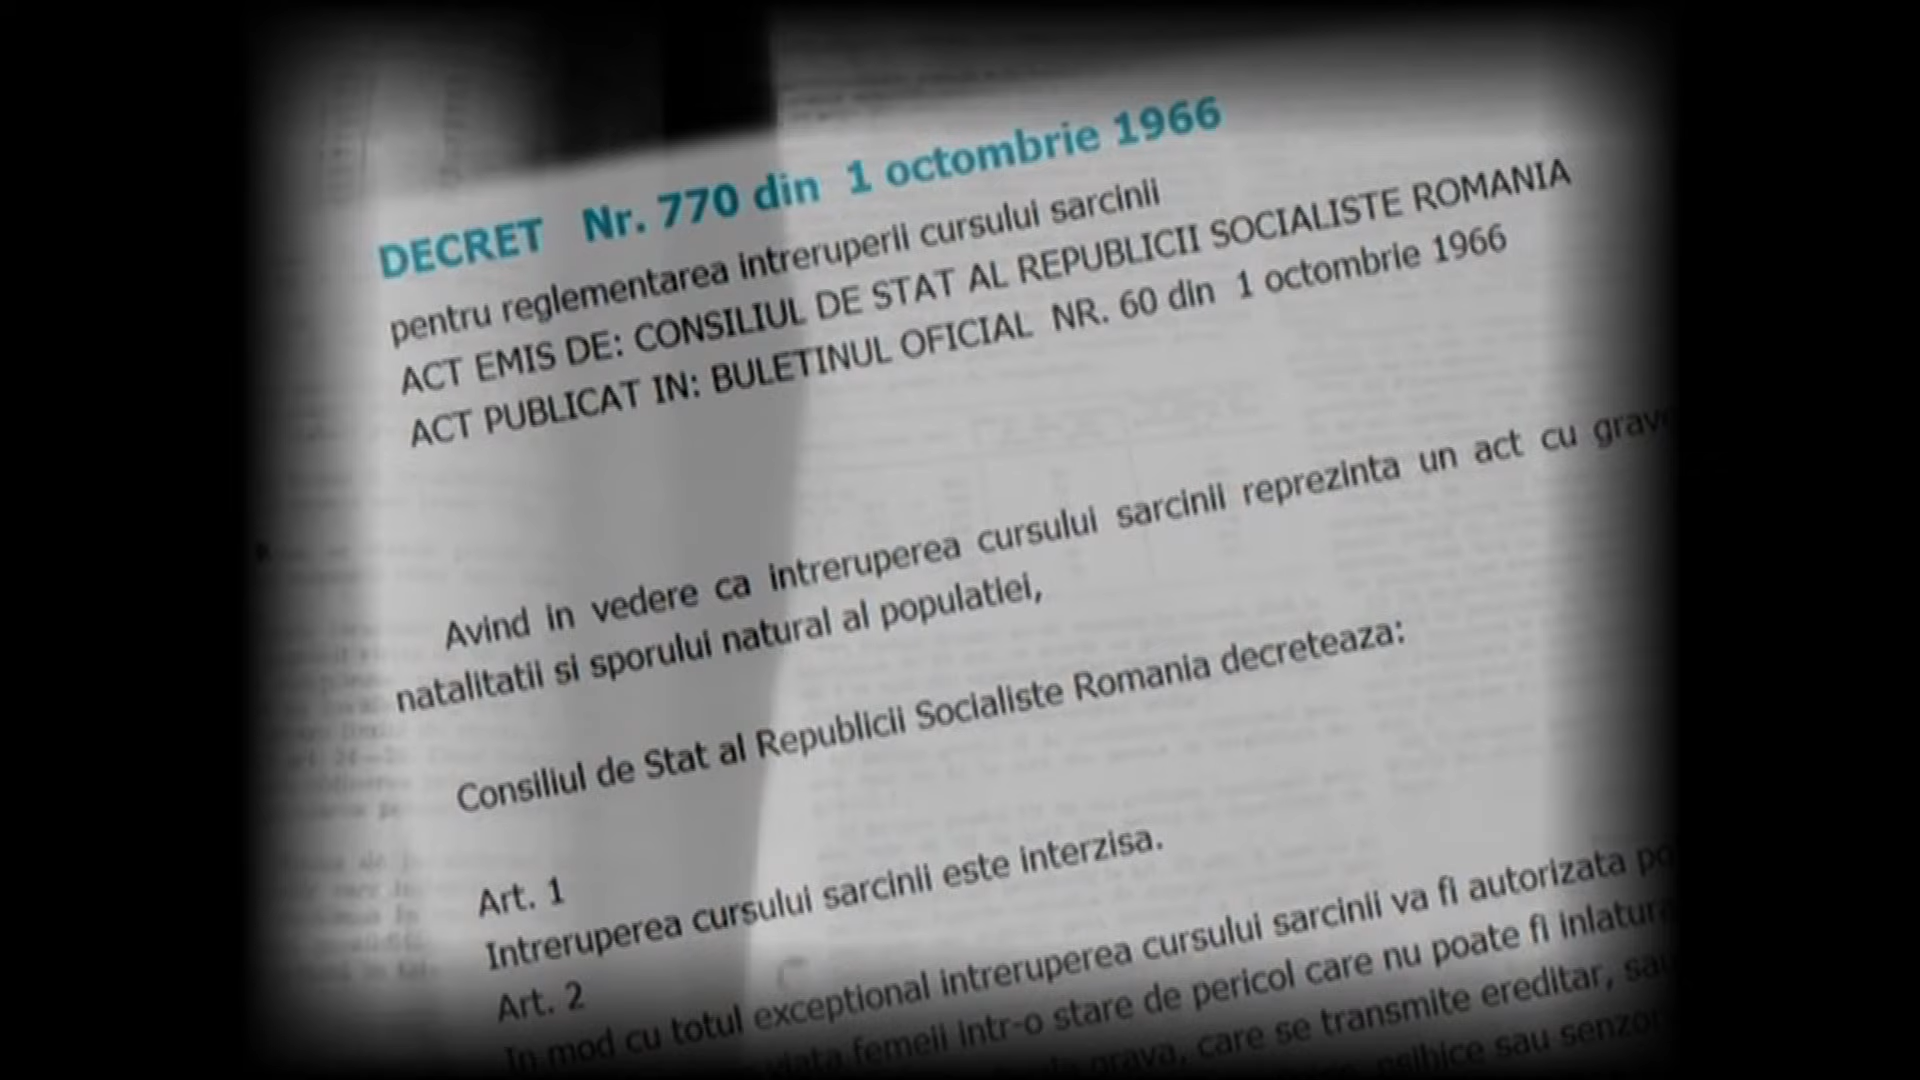 DECRET Nr. 770 din 1 octombrie 1966
pentru reglementarea intreruperii cursului sarcinii
ACT EMIS DE: CONSILIUL DE STAT AL REPUBLICII SOCIALISTE ROMANIA
ACT PUBLICAT IN: BULETINUL OFICIAL NR. 60 din 1 octombrie 1966
Avind in vedere ca intreruperea cursului sarcinii reprezinta un act cu
natalitatii si sporului natural al populatiei,
Consiliul de Stat al Republicii Socialiste Romania decreteaza:
Art. 1
Intreruperea cursului sarcinii este interzisa.
Art. 2
In mod cu totul exceptional intreruperea cursului sarcinii va fi autorizata
viata femeii intr-o stare de pericol care nu poate fi
grava, care se transmite ereditar,
psihice sau